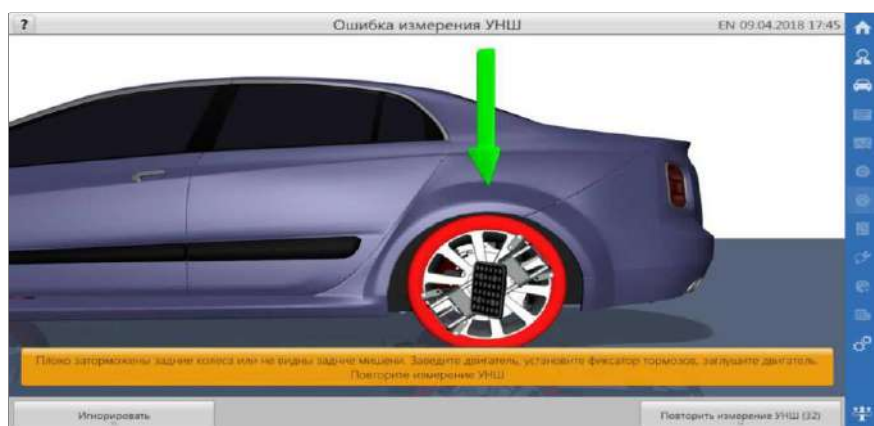 ?
Ошибка измерения УНШ
EN 09.04.2018 17:45
Плохо заторможены задние колеса или не видны задние мишени. Заведите двигатель, установите фиксатор тормозов, заглушите двигатель.
Повторите измерение УНШ
Игнорировать
Повторить измерение УНШ (32)